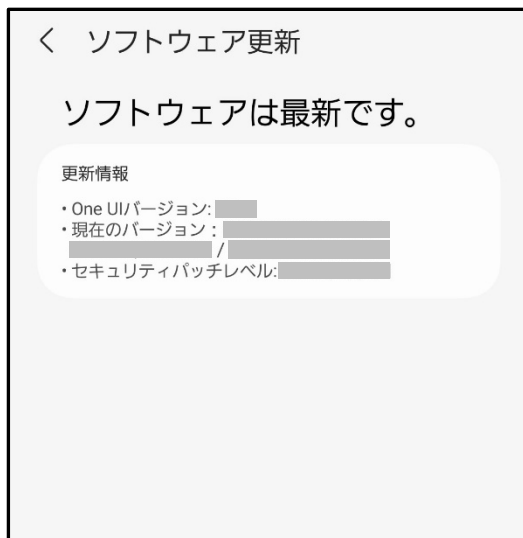 ソフトウェア更新
ソフトウェアは最新です。
更新情報
・One UIバージョン:
・現在のバージョン :
/
・セキュリティパッチレベル: